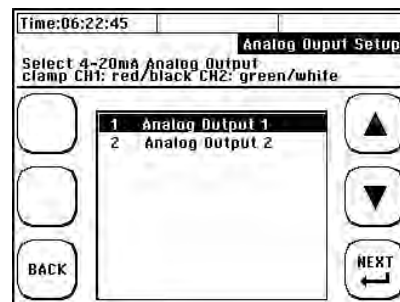 Time:06:22:45
Analog Ouput Setup
Select 4-20mA Analog Output
clamp CH1: red/black CH2: green/white
1 Analog Output 1
2 Analog Output 2
BACK
NEXT